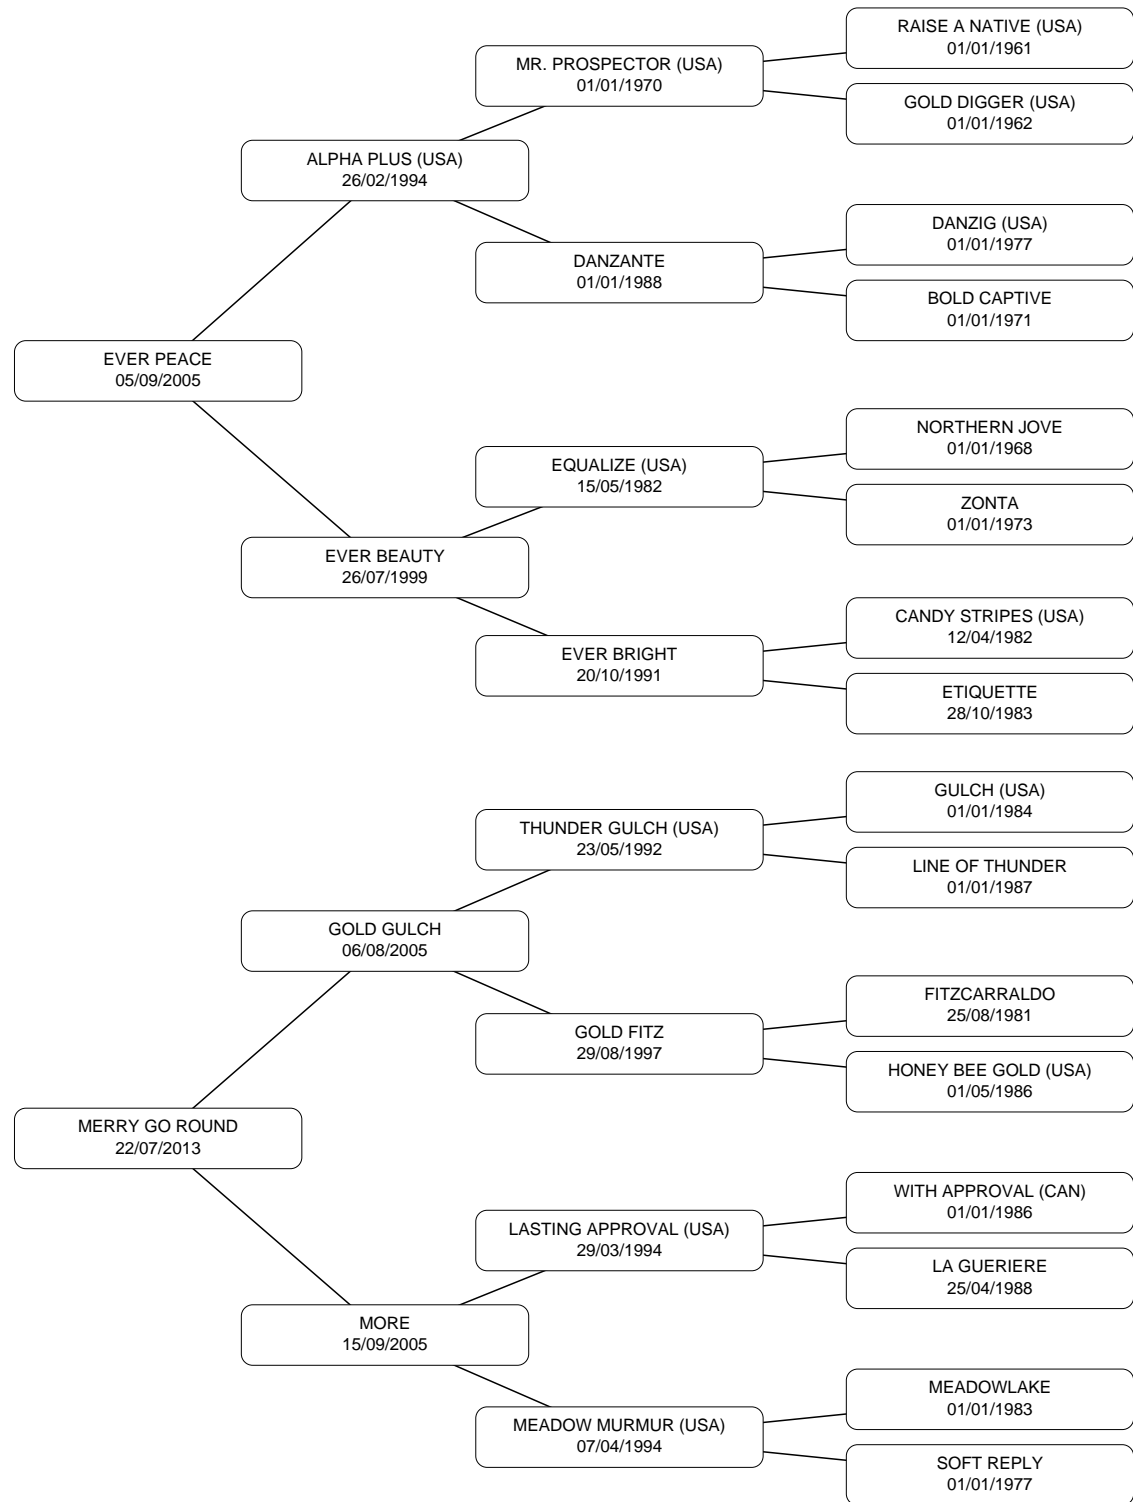 RAISE A NATIVE (USA)
01/01/1961
MR. PROSPECTOR (USA)
01/01/1970
GOLD DIGGER (USA)
01/01/1962
ALPHA PLUS (USA)
26/02/1994
DANZIG (USA)
01/01/1977
DANZANTE
01/01/1988
BOLD CAPTIVE
01/01/1971
EVER PEACE
05/09/2005
NORTHERN JOVE
01/01/1968
EQUALIZE (USA)
15/05/1982
ZONTA
01/01/1973
EVER BEAUTY
26/07/1999
CANDY STRIPES (USA)
12/04/1982
EVER BRIGHT
20/10/1991
ETIQUETTE
28/10/1983
GULCH (USA)
01/01/1984
THUNDER GULCH (USA)
23/05/1992
LINE OF THUNDER
01/01/1987
GOLD GULCH
06/08/2005
FITZCARRALDO
25/08/1981
GOLD FITZ
29/08/1997
HONEY BEE GOLD (USA)
01/05/1986
MERRY GO ROUND
22/07/2013
WITH APPROVAL (CAN)
01/01/1986
LASTING APPROVAL (USA)
29/03/1994
LA GUERIERE
25/04/1988
MORE
15/09/2005
MEADOWLAKE
01/01/1983
MEADOW MURMUR (USA)
07/04/1994
SOFT REPLY
01/01/1977